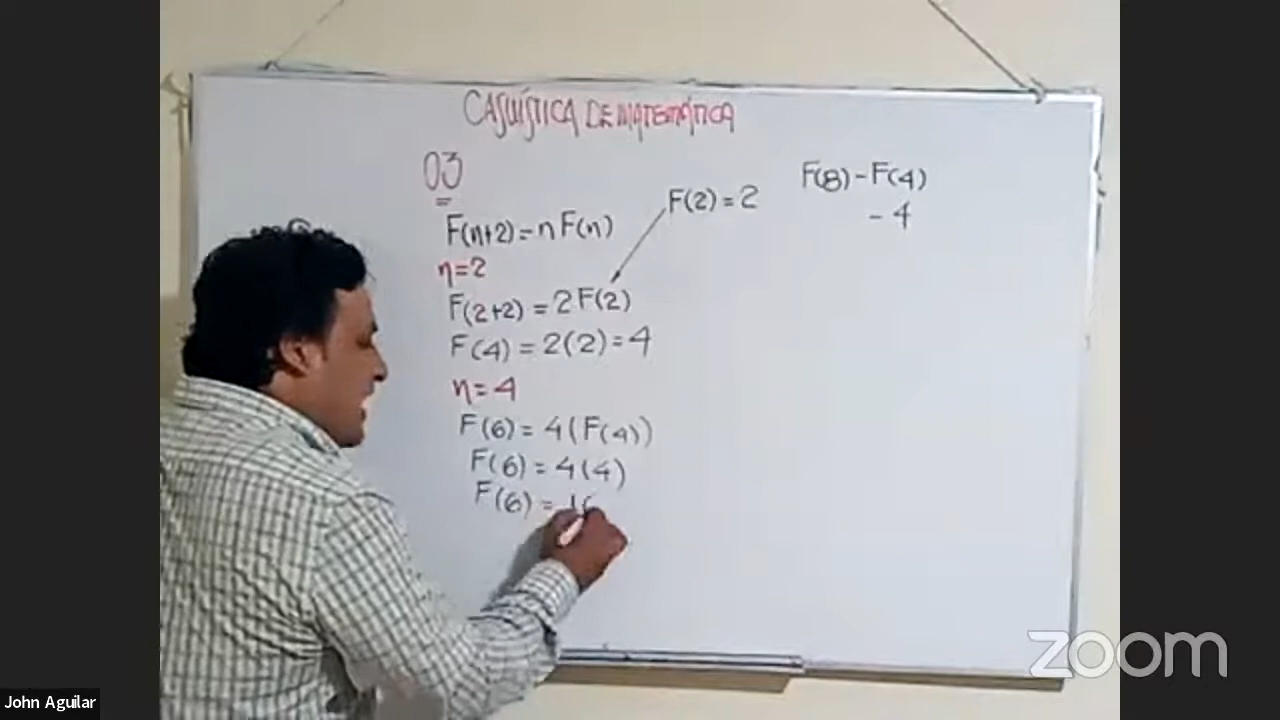 CASUÍSTICA DE MATEMÁTICA
03
F(n+2) = n F(n)
F(2) = 2
F(8) - F(4)
- 4
n=2
F(2+2) = 2 F(2)
F(4) = 2(2) = 4
n=4
F(6) = 4(F(4))
F(6) = 4(4)
F(6) = 16
zoom
John Aguilar